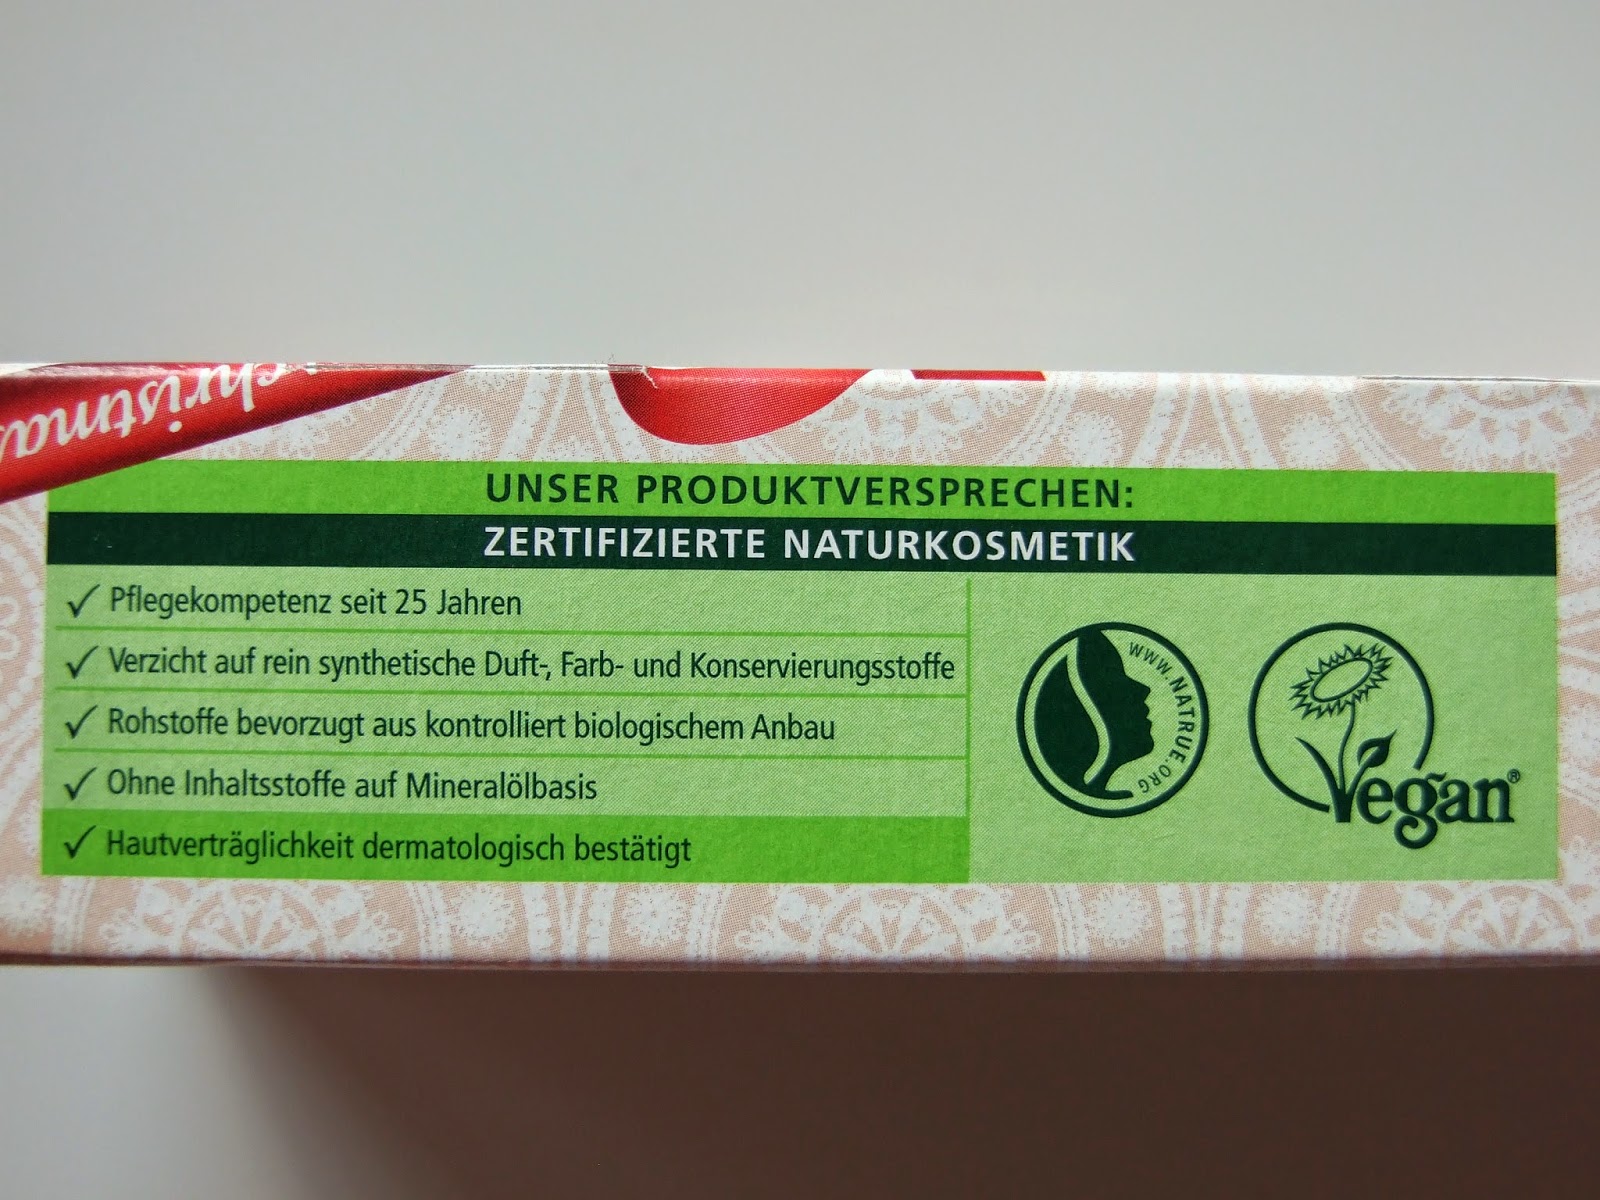 christmas
UNSER PRODUKTVERSPRECHEN:
ZERTIFIZIERTE NATURKOSMETIK
✓ Pflegekompetenz seit 25 Jahren
✓ Verzicht auf rein synthetische Duft-, Farb- und Konservierungsstoffe
✓ Rohstoffe bevorzugt aus kontrolliert biologischem Anbau
✓ Ohne Inhaltsstoffe auf Mineralölbasis
✓ Hautverträglichkeit dermatologisch bestätigt
WWW.NATRUE.ORG
Vegan®